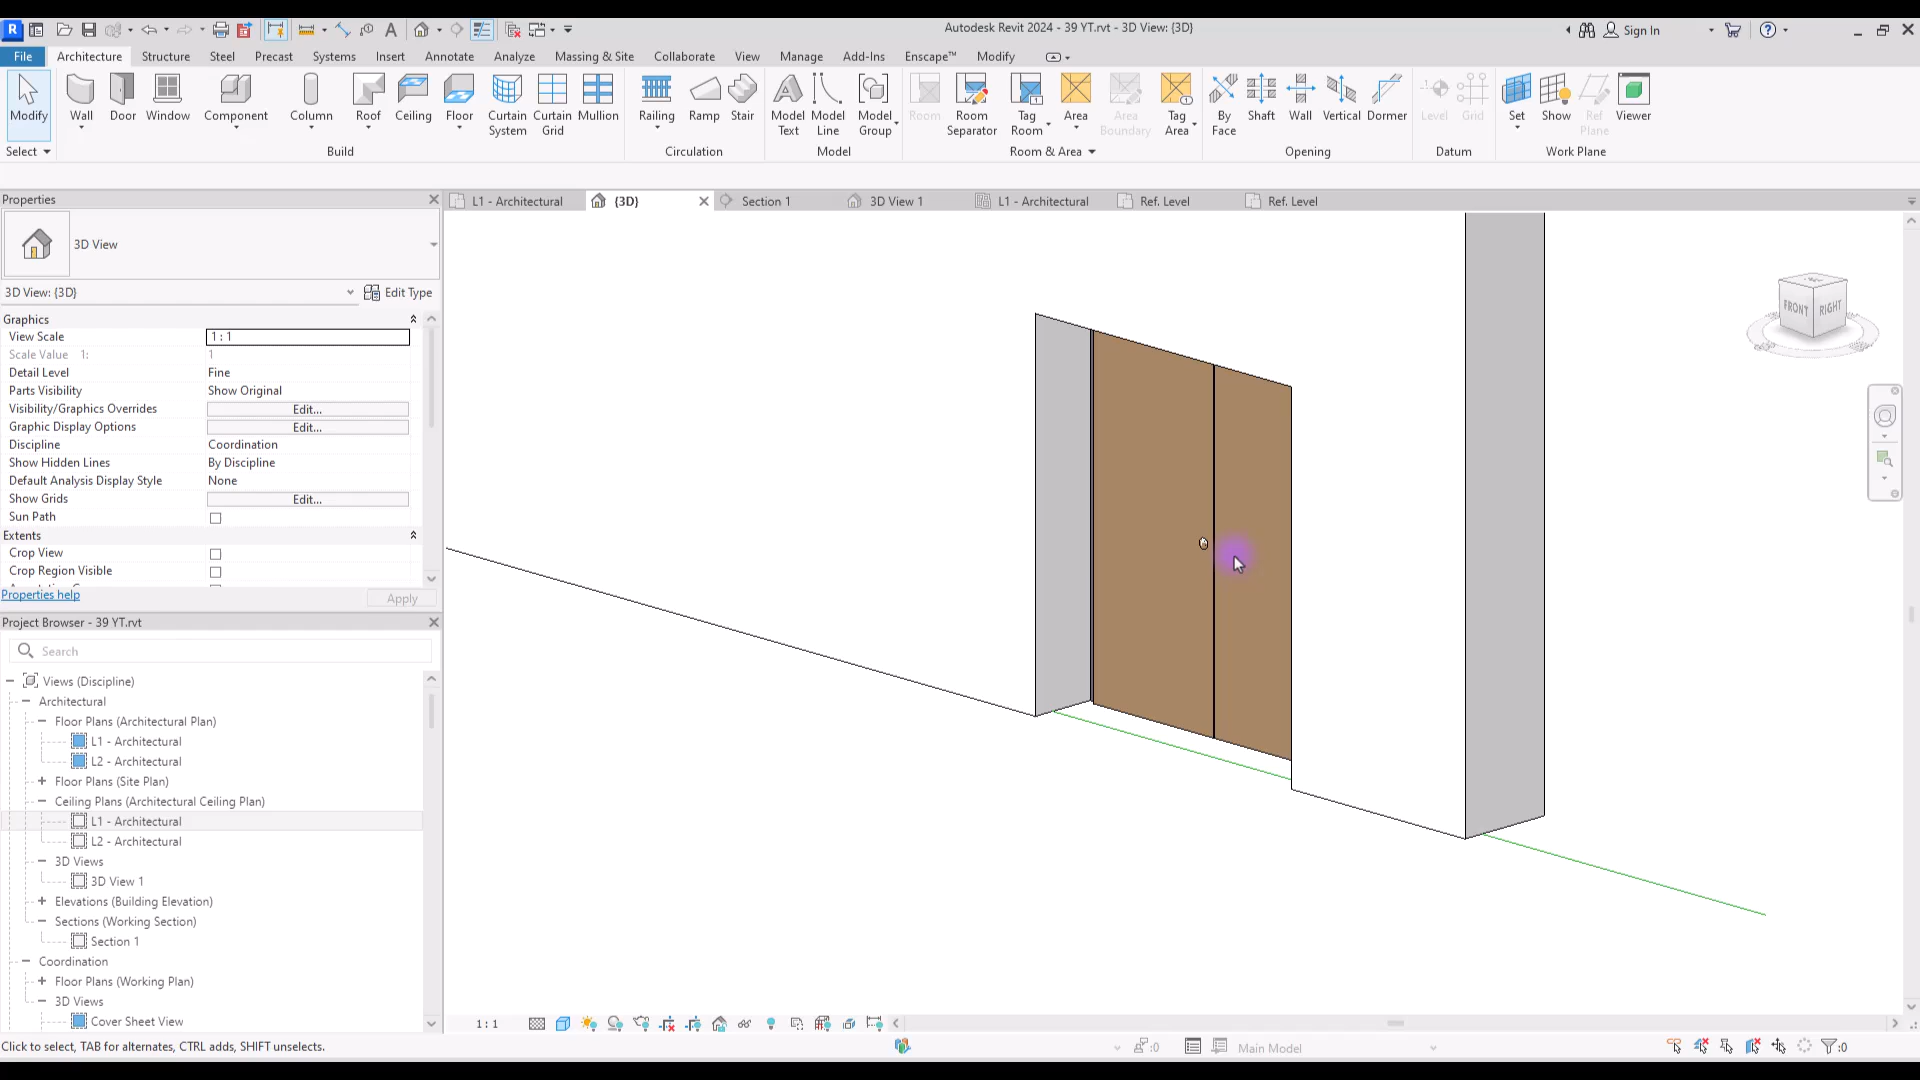 Autodesk Revit 2024 - 39 YT.rvt - 3D View: {3D}
Sign In
File Architecture Structure Steel Precast Systems Insert Annotate Analyze Massing & Site Collaborate View Manage Add-Ins Enscape™ Modify
Modify Wall Door Window Component Column Roof Ceiling Floor Curtain System Curtain Grid Mullion Railing Ramp Stair Model Text Model Line Model Group Room Room Separator Tag Room Area Area Boundary Tag Area By Face Shaft Wall Vertical Dormer Level Grid Set Show Ref Plane Viewer
Select Build Circulation Model Room & Area Opening Datum Work Plane
Properties
L1 - Architectural {3D} Section 1 3D View 1 L1 - Architectural Ref. Level Ref. Level
3D View
3D View: {3D} Edit Type
Graphics
View Scale 1 : 1
Scale Value 1: 1
Detail Level Fine
Parts Visibility Show Original
Visibility/Graphics Overrides Edit...
Graphic Display Options Edit...
Discipline Coordination
Show Hidden Lines By Discipline
Default Analysis Display Style None
Show Grids Edit...
Sun Path
Extents
Crop View
Crop Region Visible
Properties help Apply
FRONT RIGHT
Project Browser - 39 YT.rvt
Search
Views (Discipline)
Architectural
Floor Plans (Architectural Plan)
L1 - Architectural
L2 - Architectural
Floor Plans (Site Plan)
Ceiling Plans (Architectural Ceiling Plan)
L1 - Architectural
L2 - Architectural
3D Views
3D View 1
Elevations (Building Elevation)
Sections (Working Section)
Section 1
Coordination
Floor Plans (Working Plan)
3D Views
Cover Sheet View
1 : 1
Click to select, TAB for alternates, CTRL adds, SHIFT unselects.
:0 Main Model :0